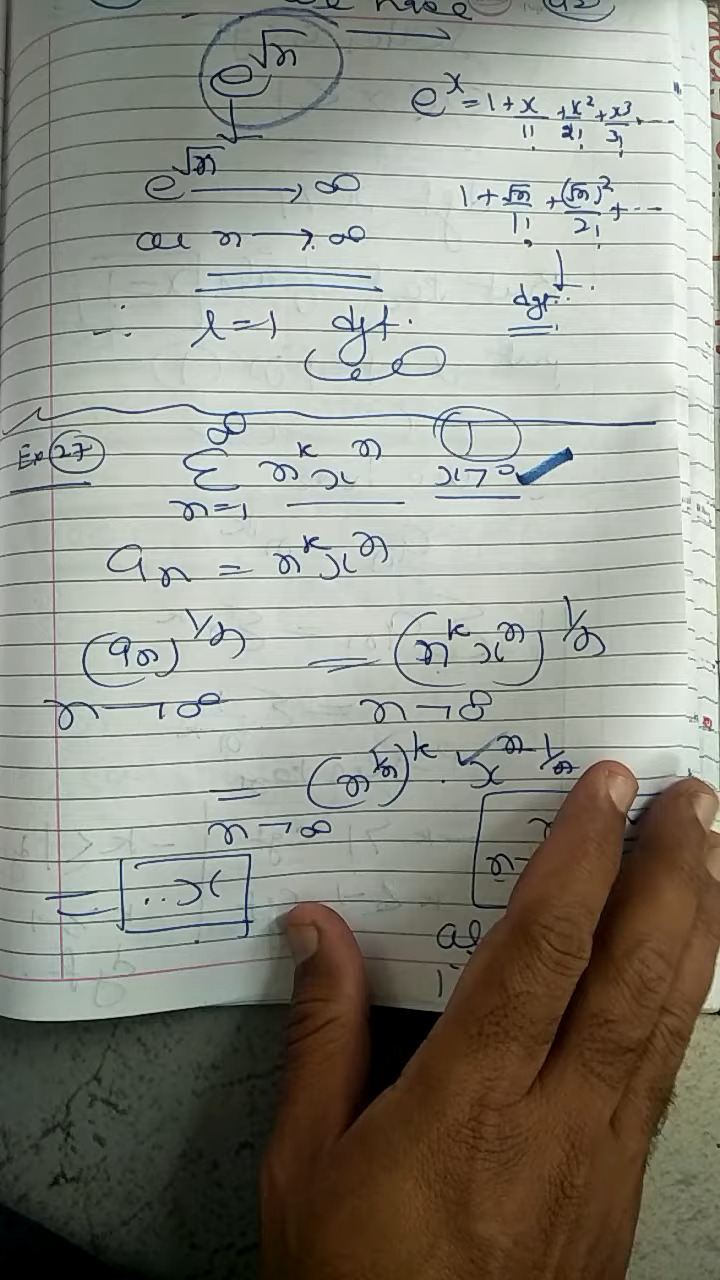 e^√n
e^x = 1 + x/1! + x²/2! + x³/3! ....
e^√n → ∞
1 + √n/1! + (√n)²/2! + ...
as n → ∞
dgt.
∴ l = 1 dgt.
Ex 27 ∞Σn=1 n^k x^n x > 0
a_n = n^k x^n
(a_n)^1/n = (n^k x^n)^1/n
n → ∞ n → ∞
= (n^1/n)^k · x^n·1/n
n → ∞
= x